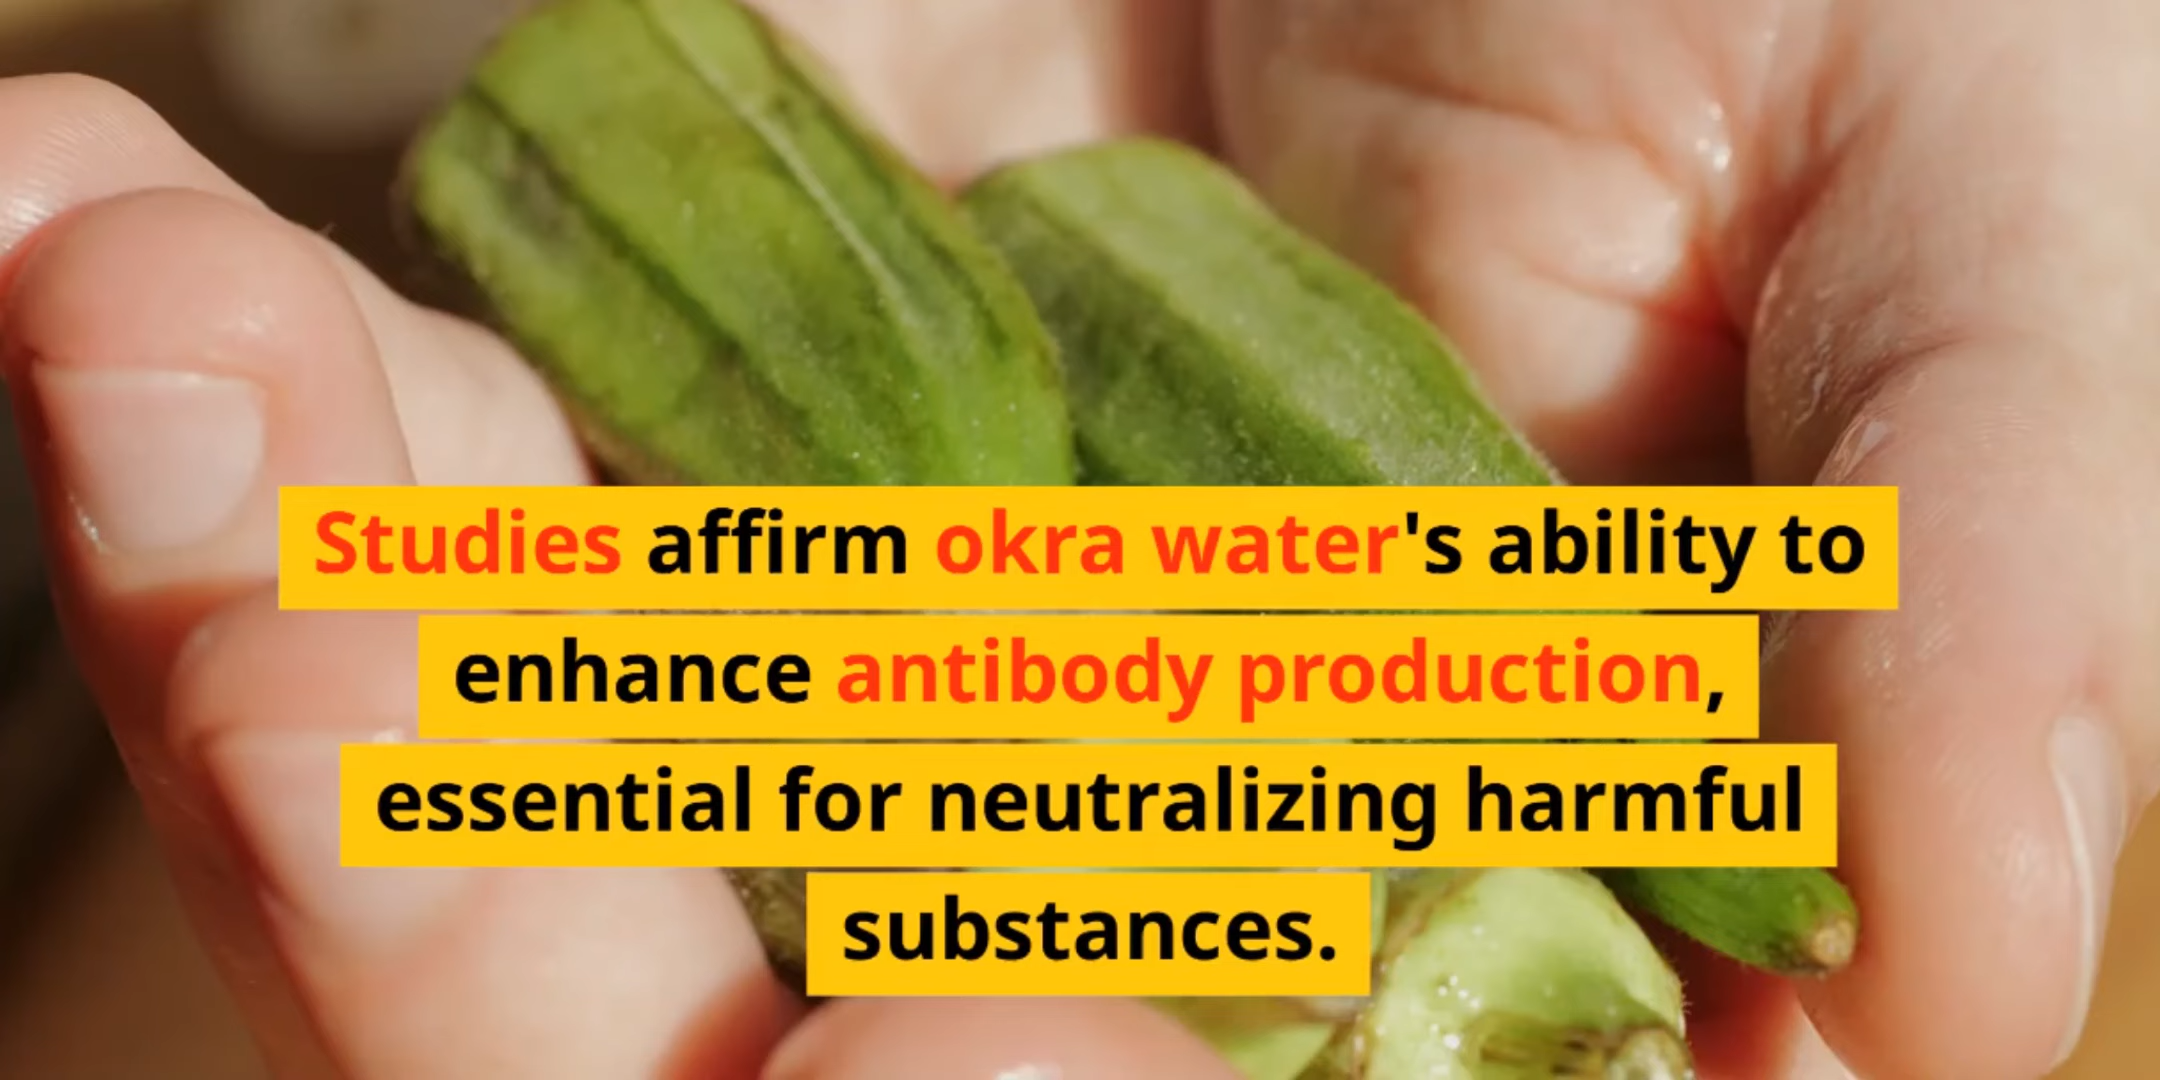 Studies affirm okra water's ability to
enhance antibody production,
essential for neutralizing harmful
substances.